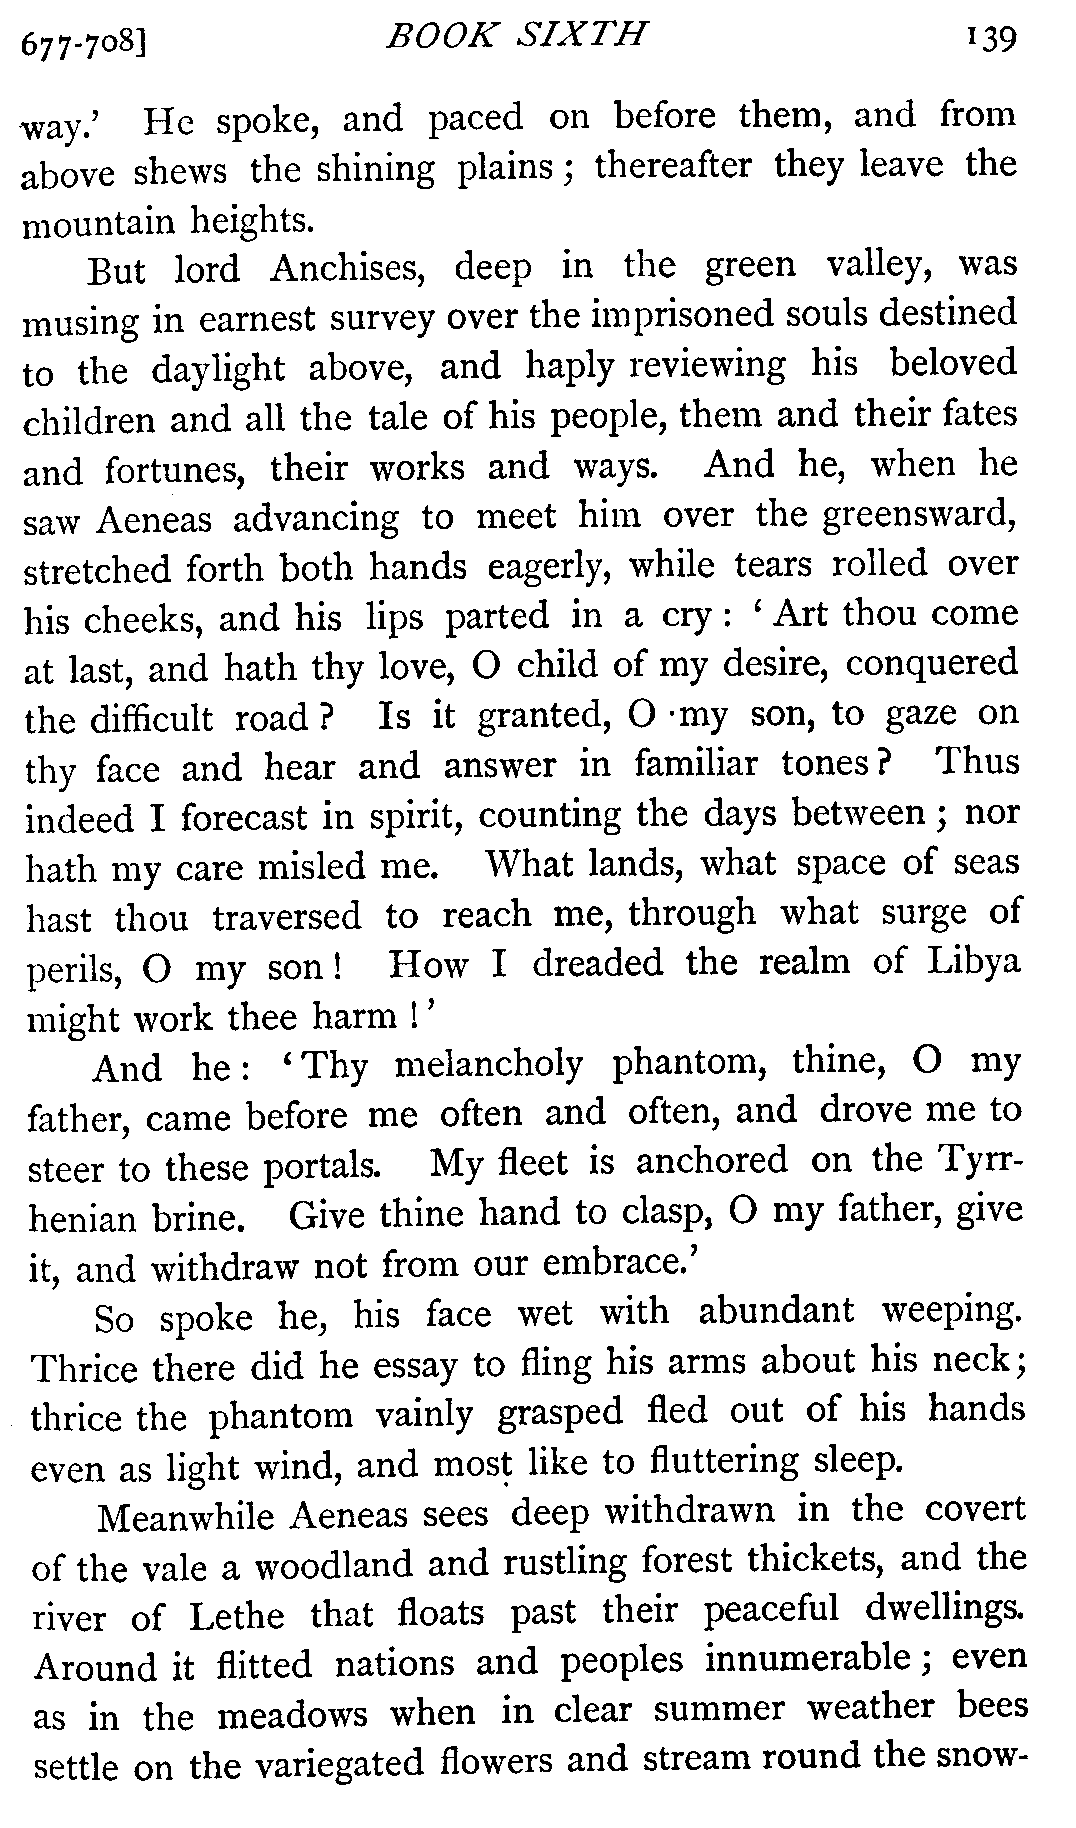 677-708] BOOK SIXTH 139
way.’ He spoke, and paced on before them, and from
above shews the shining plains; thereafter they leave the
mountain heights.
But lord Anchises, deep in the green valley, was
musing in earnest survey over the imprisoned souls destined
to the daylight above, and haply reviewing his beloved
children and all the tale of his people, them and their fates
and fortunes, their works and ways. And he, when he
saw Aeneas advancing to meet him over the greensward,
stretched forth both hands eagerly, while tears rolled over
his cheeks, and his lips parted in a cry: ‘Art thou come
at last, and hath thy love, O child of my desire, conquered
the difficult road? Is it granted, O my son, to gaze on
thy face and hear and answer in familiar tones? Thus
indeed I forecast in spirit, counting the days between; nor
hath my care misled me. What lands, what space of seas
hast thou traversed to reach me, through what surge of
perils, O my son! How I dreaded the realm of Libya
might work thee harm!’
And he: ‘Thy melancholy phantom, thine, O my
father, came before me often and often, and drove me to
steer to these portals. My fleet is anchored on the Tyrr-
henian brine. Give thine hand to clasp, O my father, give
it, and withdraw not from our embrace.’
So spoke he, his face wet with abundant weeping.
Thrice there did he essay to fling his arms about his neck;
thrice the phantom vainly grasped fled out of his hands
even as light wind, and most like to fluttering sleep.
Meanwhile Aeneas sees deep withdrawn in the covert
of the vale a woodland and rustling forest thickets, and the
river of Lethe that floats past their peaceful dwellings.
Around it flitted nations and peoples innumerable; even
as in the meadows when in clear summer weather bees
settle on the variegated flowers and stream round the snow-